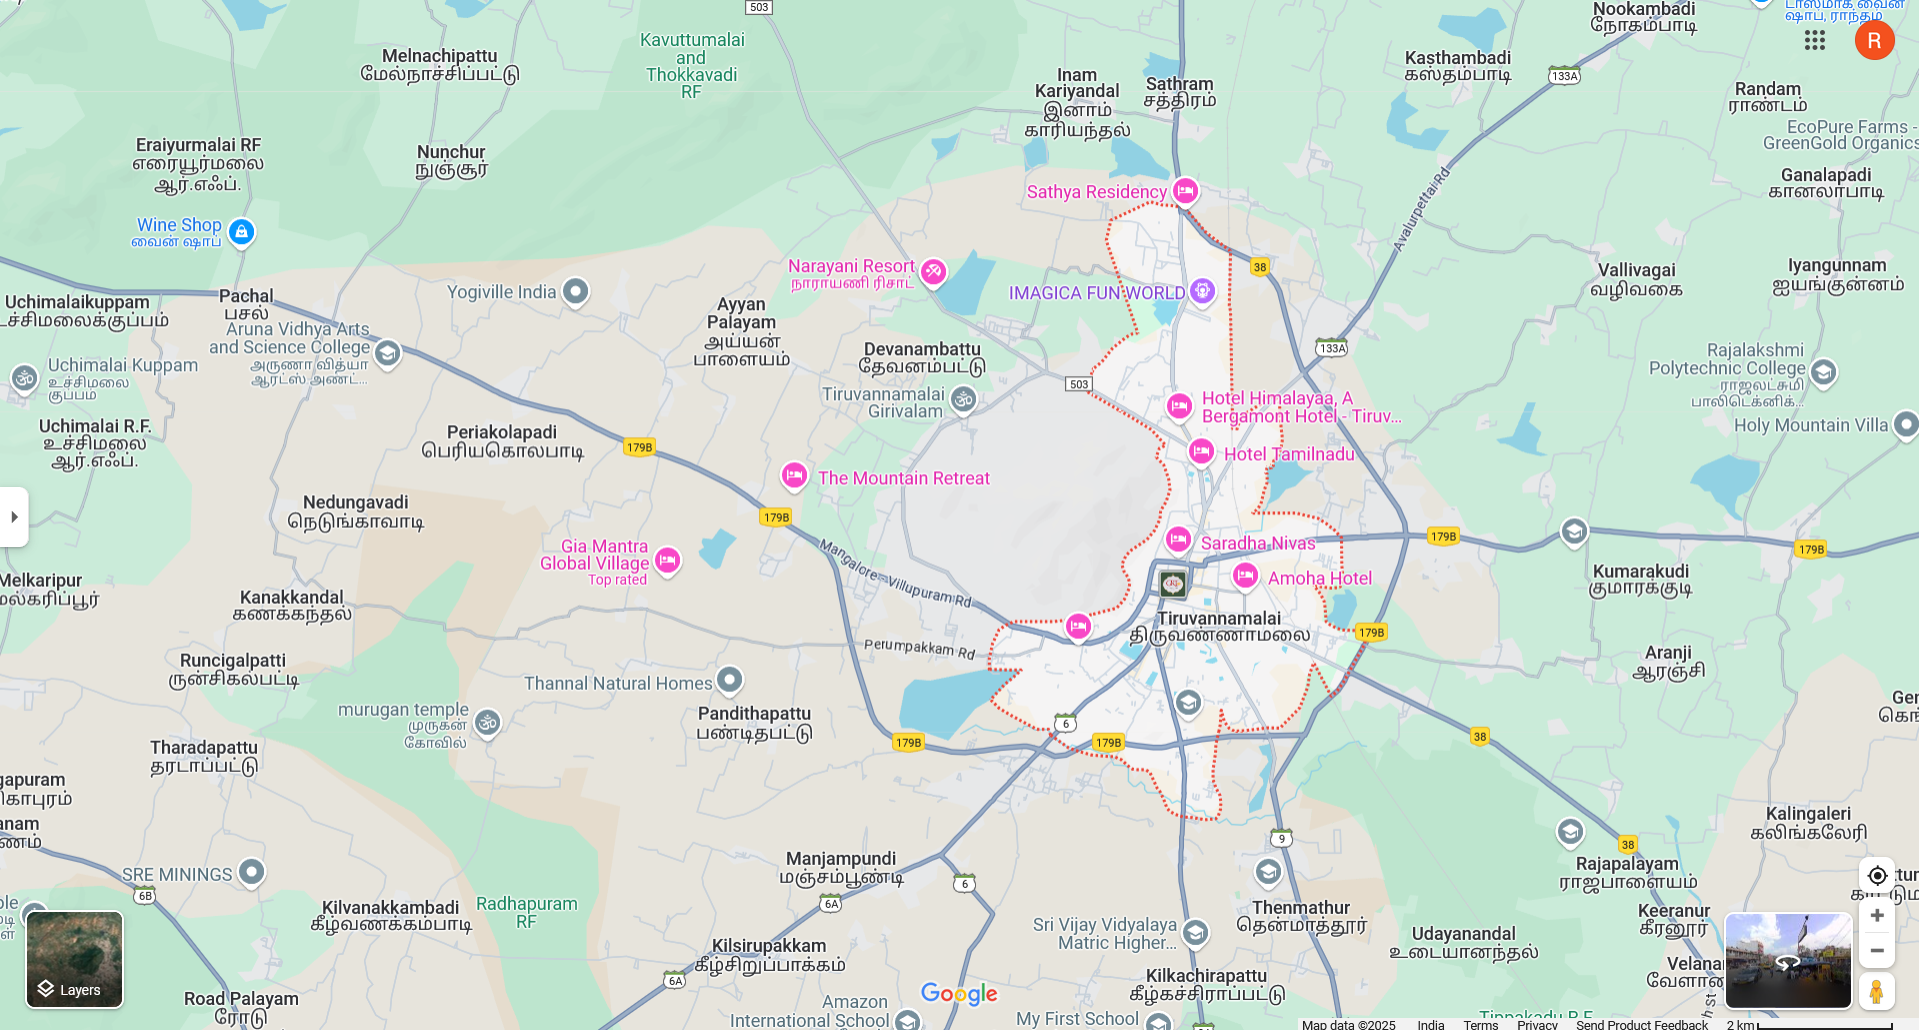 503
Nookambadi
நோகம்பாடி
டாஸ்மாக் வைன்
ஷாப், ராந்தம்
R
Kavuttumalai
and
Thokkavadi
RF
Melnachipattu
மேல்நாச்சிப்பட்டு
Inam
Kariyandal
இனாம்
காரியந்தல்
Sathram
சத்திரம்
Kasthambadi
கஸ்தம்பாடி
133A
Randam
ராண்டம்
EcoPure Farms -
GreenGold Organics
Eraiyurmalai RF
எரையூர்மலை
ஆர்.எஃப்.
Nunchur
நுஞ்சூர்
Ganalapadi
கானலாபாடி
Sathya Residency
Avalurpettai Rd
Wine Shop
வைன் ஷாப்
Narayani Resort
நாராயணி ரிசாட்
38
Vallivagai
வழிவகை
Iyangunnam
ஐயங்குன்னம்
Uchimalaikuppam
டச்சிமலைக்குப்பம்
Pachal
பசல்
Yogiville India
IMAGICA FUN WORLD
Ayyan
Palayam
அய்யன்
பாளையம்
Aruna Vidhya Arts
and Science College
அருணா வித்யா
ஆர்ட்ஸ் அண்ட்...
Devanambattu
தேவனம்பட்டு
133A
Uchimalai Kuppam
உச்சிமலை
குப்பம்
Rajalakshmi
Polytechnic College
ராஜலட்சுமி
பாலிடெக்னிக்...
503
Tiruvannamalai
Girivalam
Hotel Himalayaa, A
Bergamont Hotel - Tiruv...
Uchimalai R.F.
உச்சிமலை
ஆர்.எஃப்.
Periakolapadi
பெரியகொலபாடி
179B
Holy Mountain Villa
Hotel Tamilnadu
The Mountain Retreat
Nedungavadi
நெடுங்காவாடி
179B
Gia Mantra
Global Village
Top rated
Mangalore - Villupuram Rd
Saradha Nivas
179B
179B
Amoha Hotel
Melkaripur
மல்கரிப்பூர்
Kanakkandal
கணக்கந்தல்
Kumarakudi
குமாரக்குடி
Tiruvannamalai
திருவண்ணாமலை
179B
Perumpakkam Rd
Runcigalpatti
ருன்சிகல்பட்டி
Aranji
ஆரஞ்சி
Thannal Natural Homes
murugan temple
முருகன்
கோவில்
Pandithapattu
பண்டிதபட்டு
6
179B
179B
38
Tharadapattu
தரடாப்பட்டு
Kalingaleri
கலிங்கலேரி
9
38
Manjampundi
மஞ்சம்பூண்டி
Rajapalayam
ராஜபாளையம்
SRE MININGS
6B
6
6A
Radhapuram
RF
Kilvanakkambadi
கீழ்வணக்கம்பாடி
Thenmathur
தென்மாத்தூர்
Keeranur
கீரனூர்
Sri Vijay Vidyalaya
Matric Higher...
Udayanandal
உடையானந்தல்
Kilsirupakkam
கீழ்சிறுப்பாக்கம்
6A
Kilkachirapattu
கீழ்கச்சிராப்பட்டு
Layers
Road Palayam
ரோடு
Google
Amazon
International School
My First School
Map data ©2025 India Terms Privacy Send Product Feedback 2 km